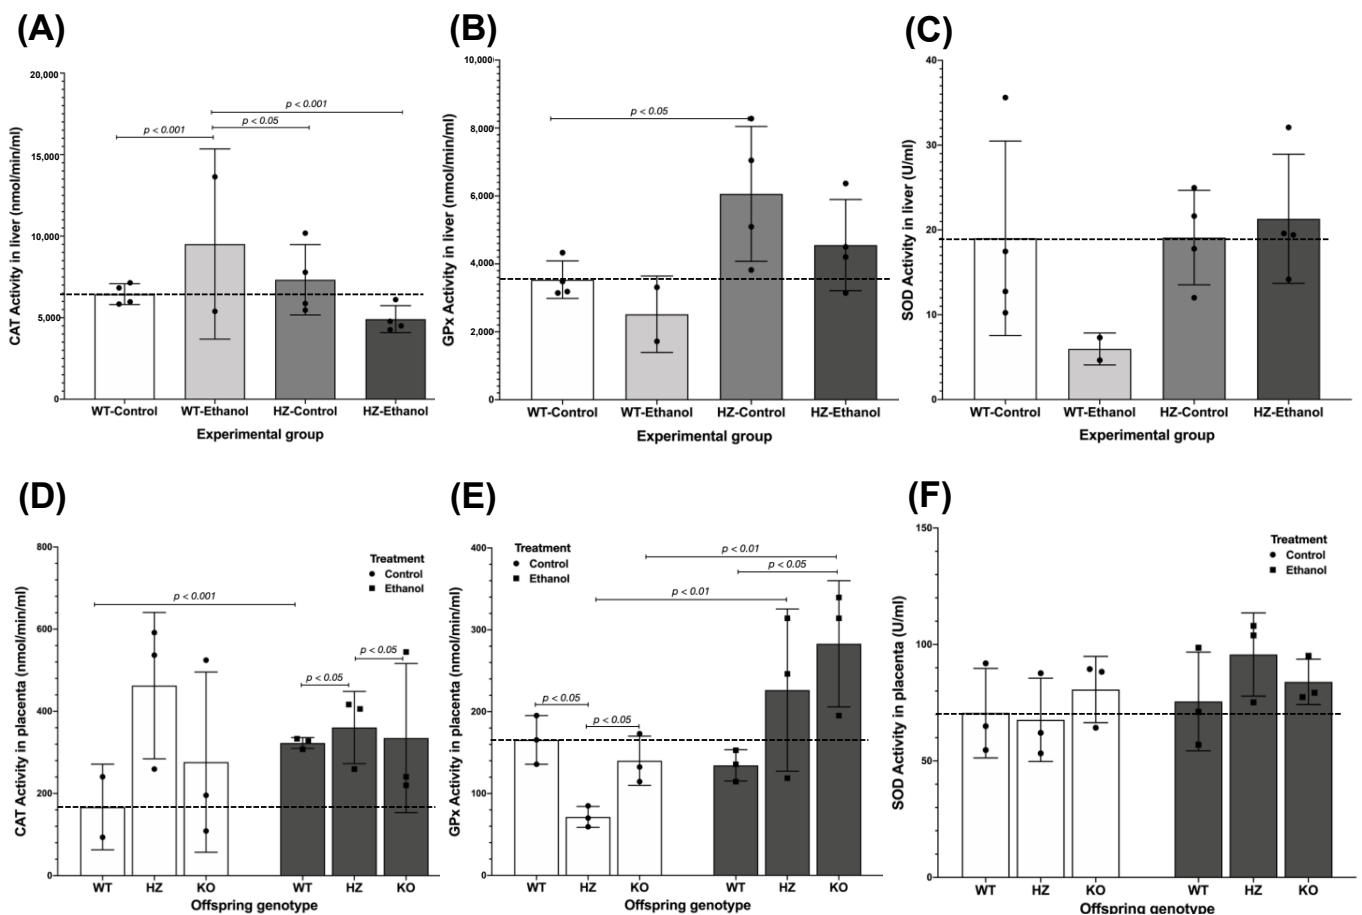 (A)
CAT Activity in liver (nmol/min/ml)
20,000
15,000
10,000
5,000
0
p < 0.001
p < 0.001
p < 0.05
WT-Control WT-Ethanol HZ-Control HZ-Ethanol
Experimental group
(B)
GPx Activity in liver (nmol/min/ml)
10,000
8,000
6,000
4,000
2,000
0
p < 0.05
WT-Control WT-Ethanol HZ-Control HZ-Ethanol
Experimental group
(C)
SOD Activity in liver (U/ml)
40
30
20
10
0
WT-Control WT-Ethanol HZ-Control HZ-Ethanol
Experimental group
(D)
CAT Activity in placenta (nmol/min/ml)
800
600
400
200
0
Treatment
Control
Ethanol
p < 0.001
p < 0.05
p < 0.05
WT HZ KO WT HZ KO
Offspring genotype
(E)
GPx Activity in placenta (nmol/min/ml)
400
300
200
100
0
Treatment
Control
Ethanol
p < 0.01
p < 0.05
p < 0.01
p < 0.05
p < 0.05
WT HZ KO WT HZ KO
Offspring genotype
(F)
SOD Activity in placenta (U/ml)
150
100
50
0
Treatment
Control
Ethanol
WT HZ KO WT HZ KO
Offspring genotype